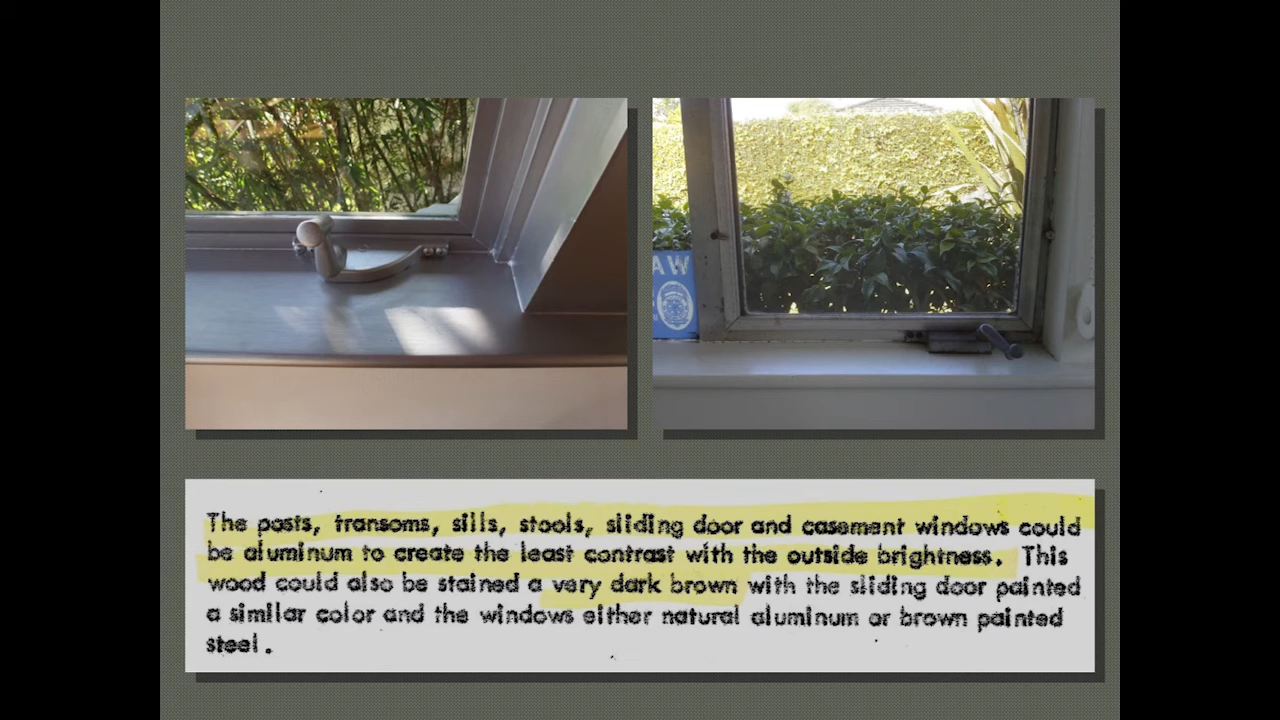 AW
The posts, transoms, sills, stools, sliding door and casement windows could
be aluminum to create the least contrast with the outside brightness. This
wood could also be stained a very dark brown with the sliding door painted
a similar color and the windows either natural aluminum or brown painted
steel.